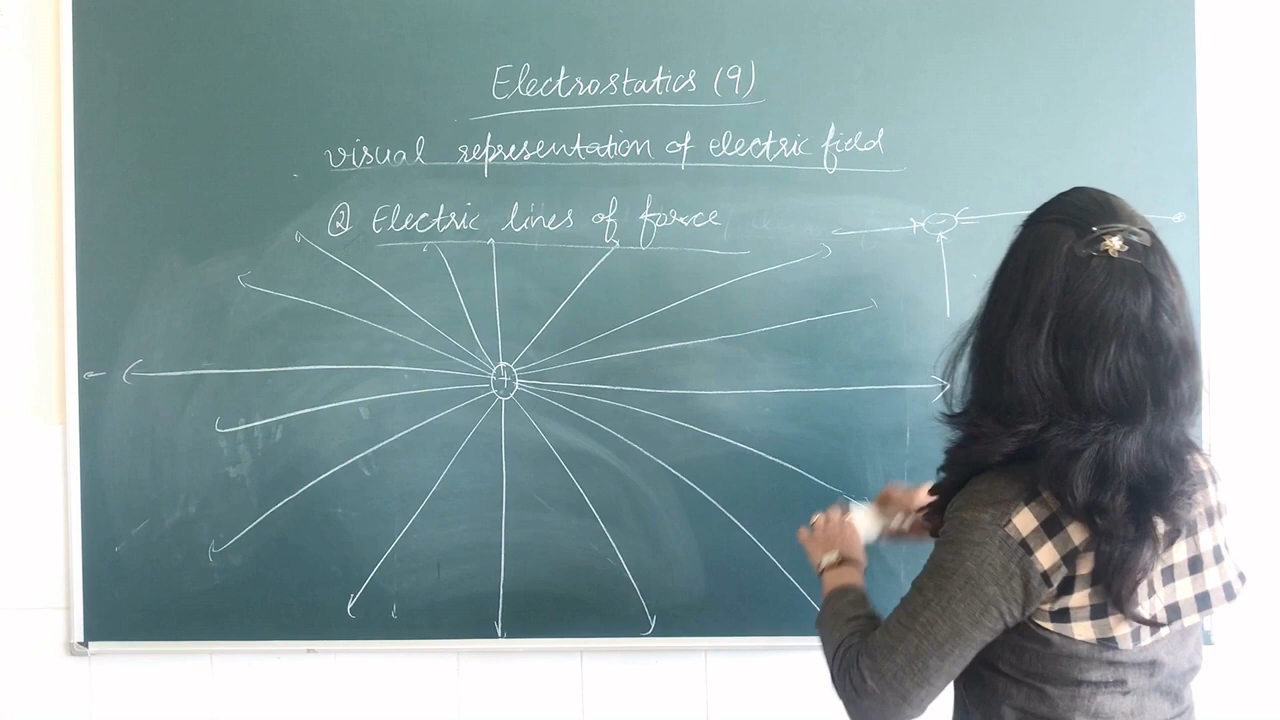 Electrostatics (9)
visual representation of electric field
② Electric lines of force
-
+